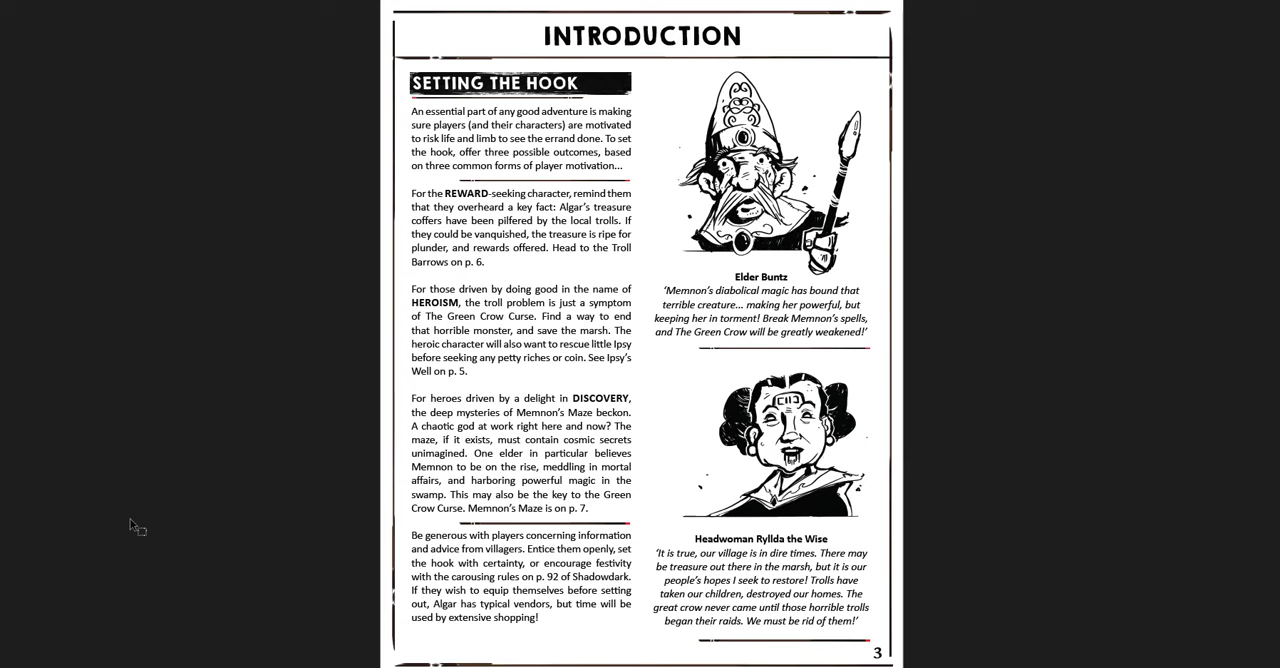 INTRODUCTION
SETTING THE HOOK
An essential part of any good adventure is making
sure players (and their characters) are motivated
to risk life and limb to see the errand done. To set
the hook, offer three possible outcomes, based
on three common forms of player motivation...
For the REWARD-seeking character, remind them
that they overheard a key fact: Algar's treasure
coffers have been pilfered by the local trolls. If
they could be vanquished, the treasure is ripe for
plunder, and rewards offered. Head to the Troll
Barrows on p. 6.
For those driven by doing good in the name of
HEROISM, the troll problem is just a symptom
of The Green Crow Curse. Find a way to end
that horrible monster, and save the marsh. The
heroic character will also want to rescue little Ipsy
before seeking any petty riches or coin. See Ipsy's
Well on p. 5.
For heroes driven by a delight in DISCOVERY,
the deep mysteries of Memnon's Maze beckon.
A chaotic god at work right here and now? The
maze, if it exists, must contain cosmic secrets
unimagined. One elder in particular believes
Memnon to be on the rise, meddling in mortal
affairs, and harboring powerful magic in the
swamp. This may also be the key to the Green
Crow Curse. Memnon's Maze is on p. 7.
Be generous with players concerning information
and advice from villagers. Entice them openly, set
the hook with certainty, or encourage festivity
with the carousing rules on p. 92 of Shadowdark.
If they wish to equip themselves before setting
out, Algar has typical vendors, but time will be
used by extensive shopping!
Elder Buntz
'Memnon's diabolical magic has bound that
terrible creature... making her powerful, but
keeping her in torment! Break Memnon's spells,
and The Green Crow will be greatly weakened!'
Headwoman Ryllda the Wise
'It is true, our village is in dire times. There may
be treasure out there in the marsh, but it is our
people's hopes I seek to restore! Trolls have
taken our children, destroyed our homes. The
great crow never came until those horrible trolls
began their raids. We must be rid of them!'
3